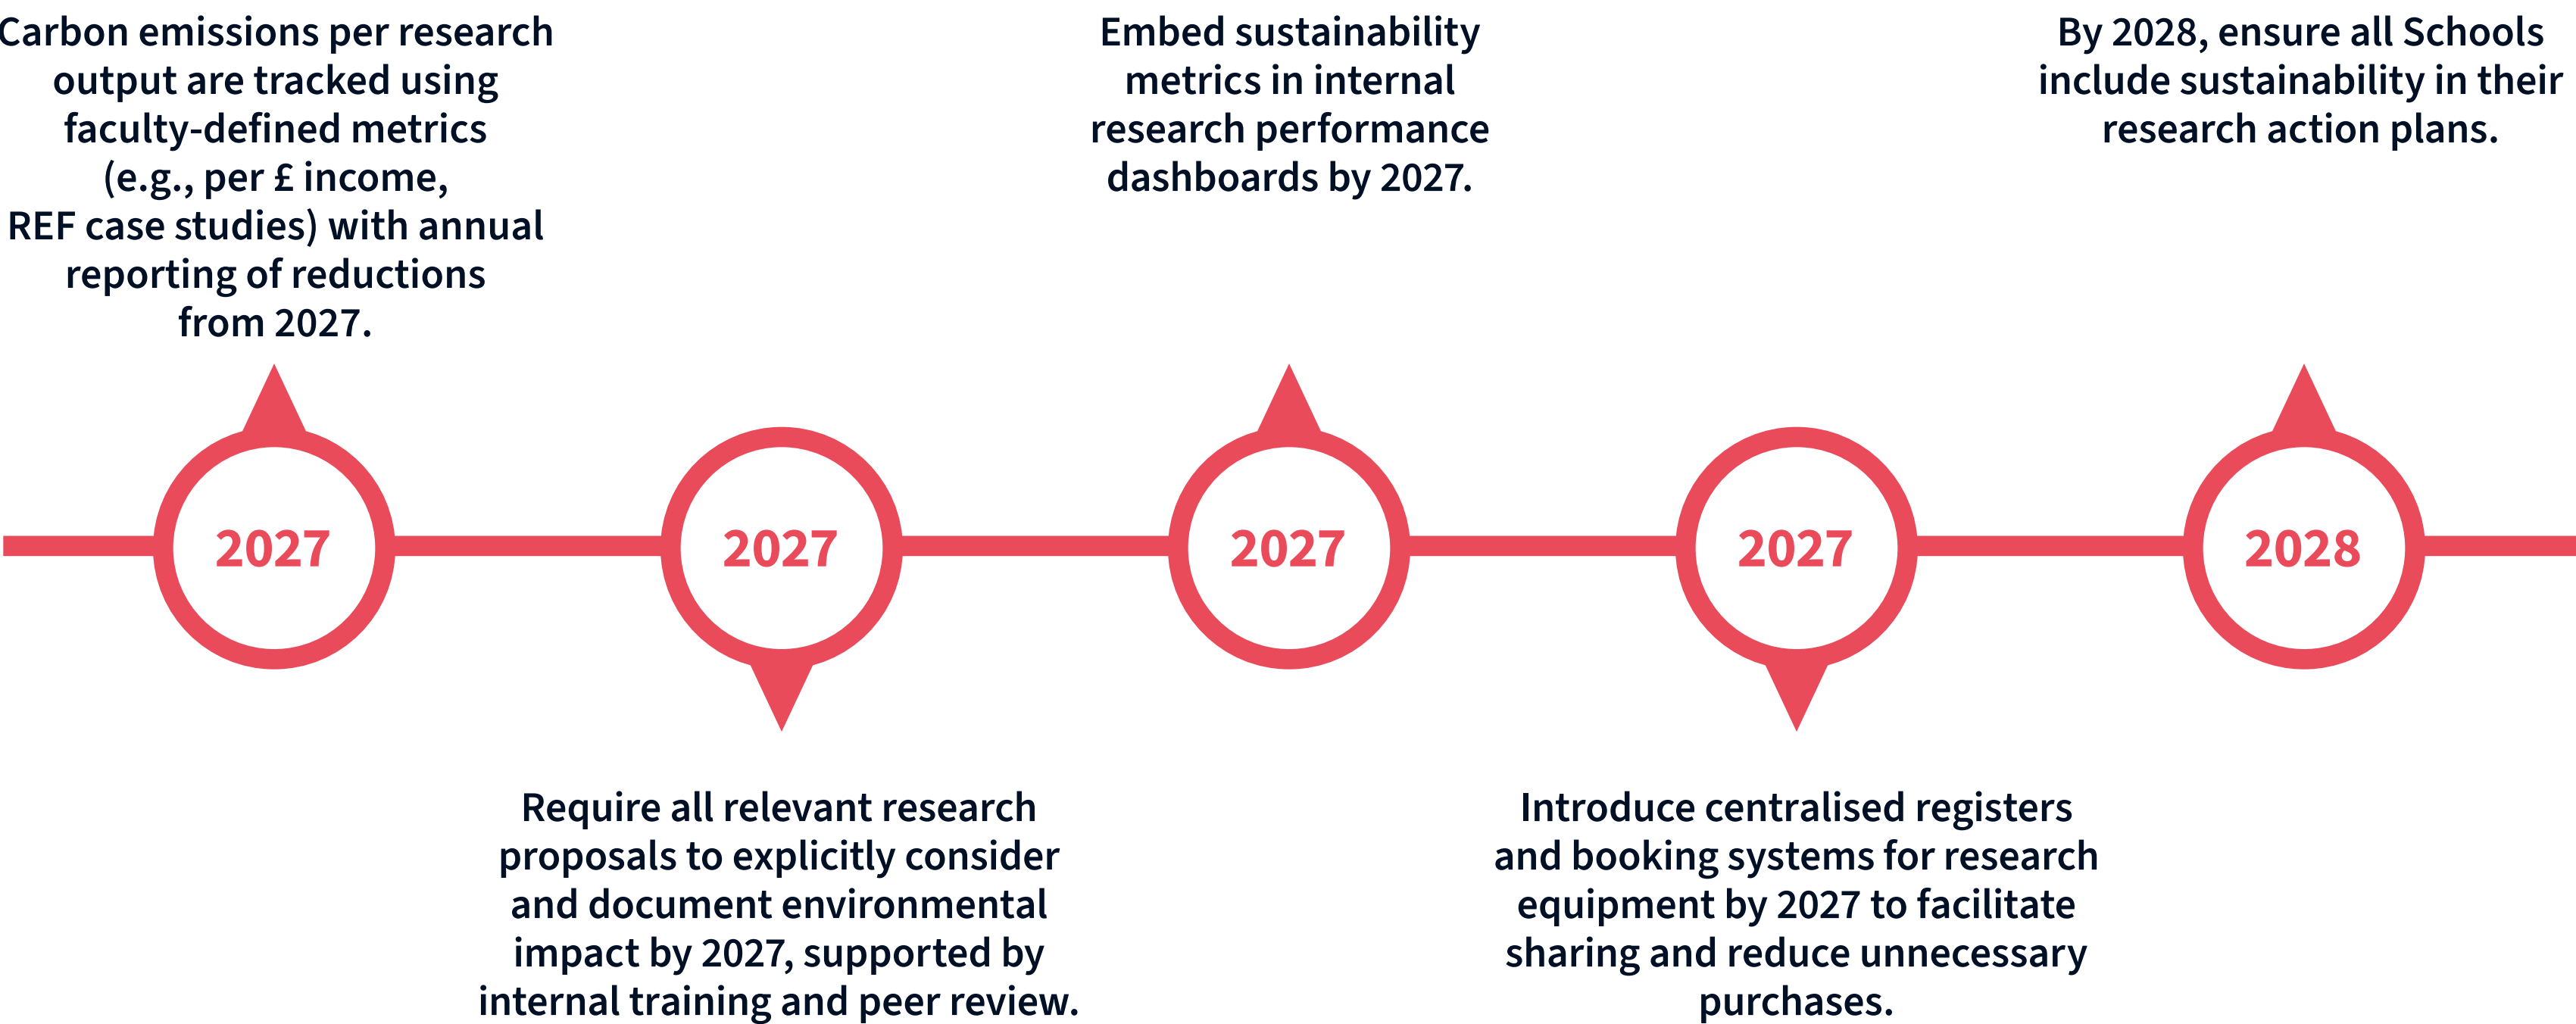 Carbon emissions per research
output are tracked using
faculty-defined metrics
(e.g., per £ income,
REF case studies) with annual
reporting of reductions
from 2027.
Embed sustainability
metrics in internal
research performance
dashboards by 2027.
By 2028, ensure all Schools
include sustainability in their
research action plans.
2027
2027
2027
2027
2028
Require all relevant research
proposals to explicitly consider
and document environmental
impact by 2027, supported by
internal training and peer review.
Introduce centralised registers
and booking systems for research
equipment by 2027 to facilitate
sharing and reduce unnecessary
purchases.